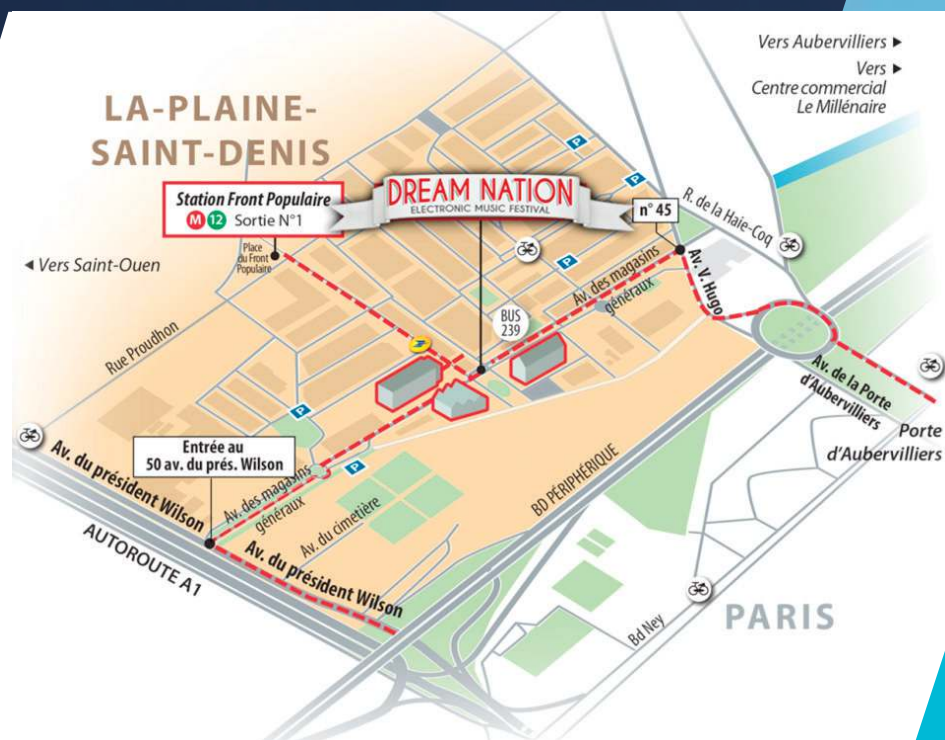 Vers Aubervilliers ►
Vers ►
Centre commercial
Le Millénaire
LA-PLAINE-
SAINT-DENIS
Station Front Populaire
M 12 Sortie N°1
DREAM NATION
ELECTRONIC MUSIC FESTIVAL
n° 45
R. de la Haie-Coq
P
P
P
Place
du Front
Populaire
◄ Vers Saint-Ouen
Av. des magasins
généraux
Av. V. Hugo
BUS
239
Rue Proudhon
Av. de la Porte
d'Aubervilliers
Porte
d'Aubervilliers
P
Entrée au
50 av. du prés. Wilson
P
Av. du président Wilson
Av. des magasins
généraux
Av. du cimetière
BD PÉRIPHÉRIQUE
AUTOROUTE A1
Av. du président Wilson
Bd Ney
PARIS